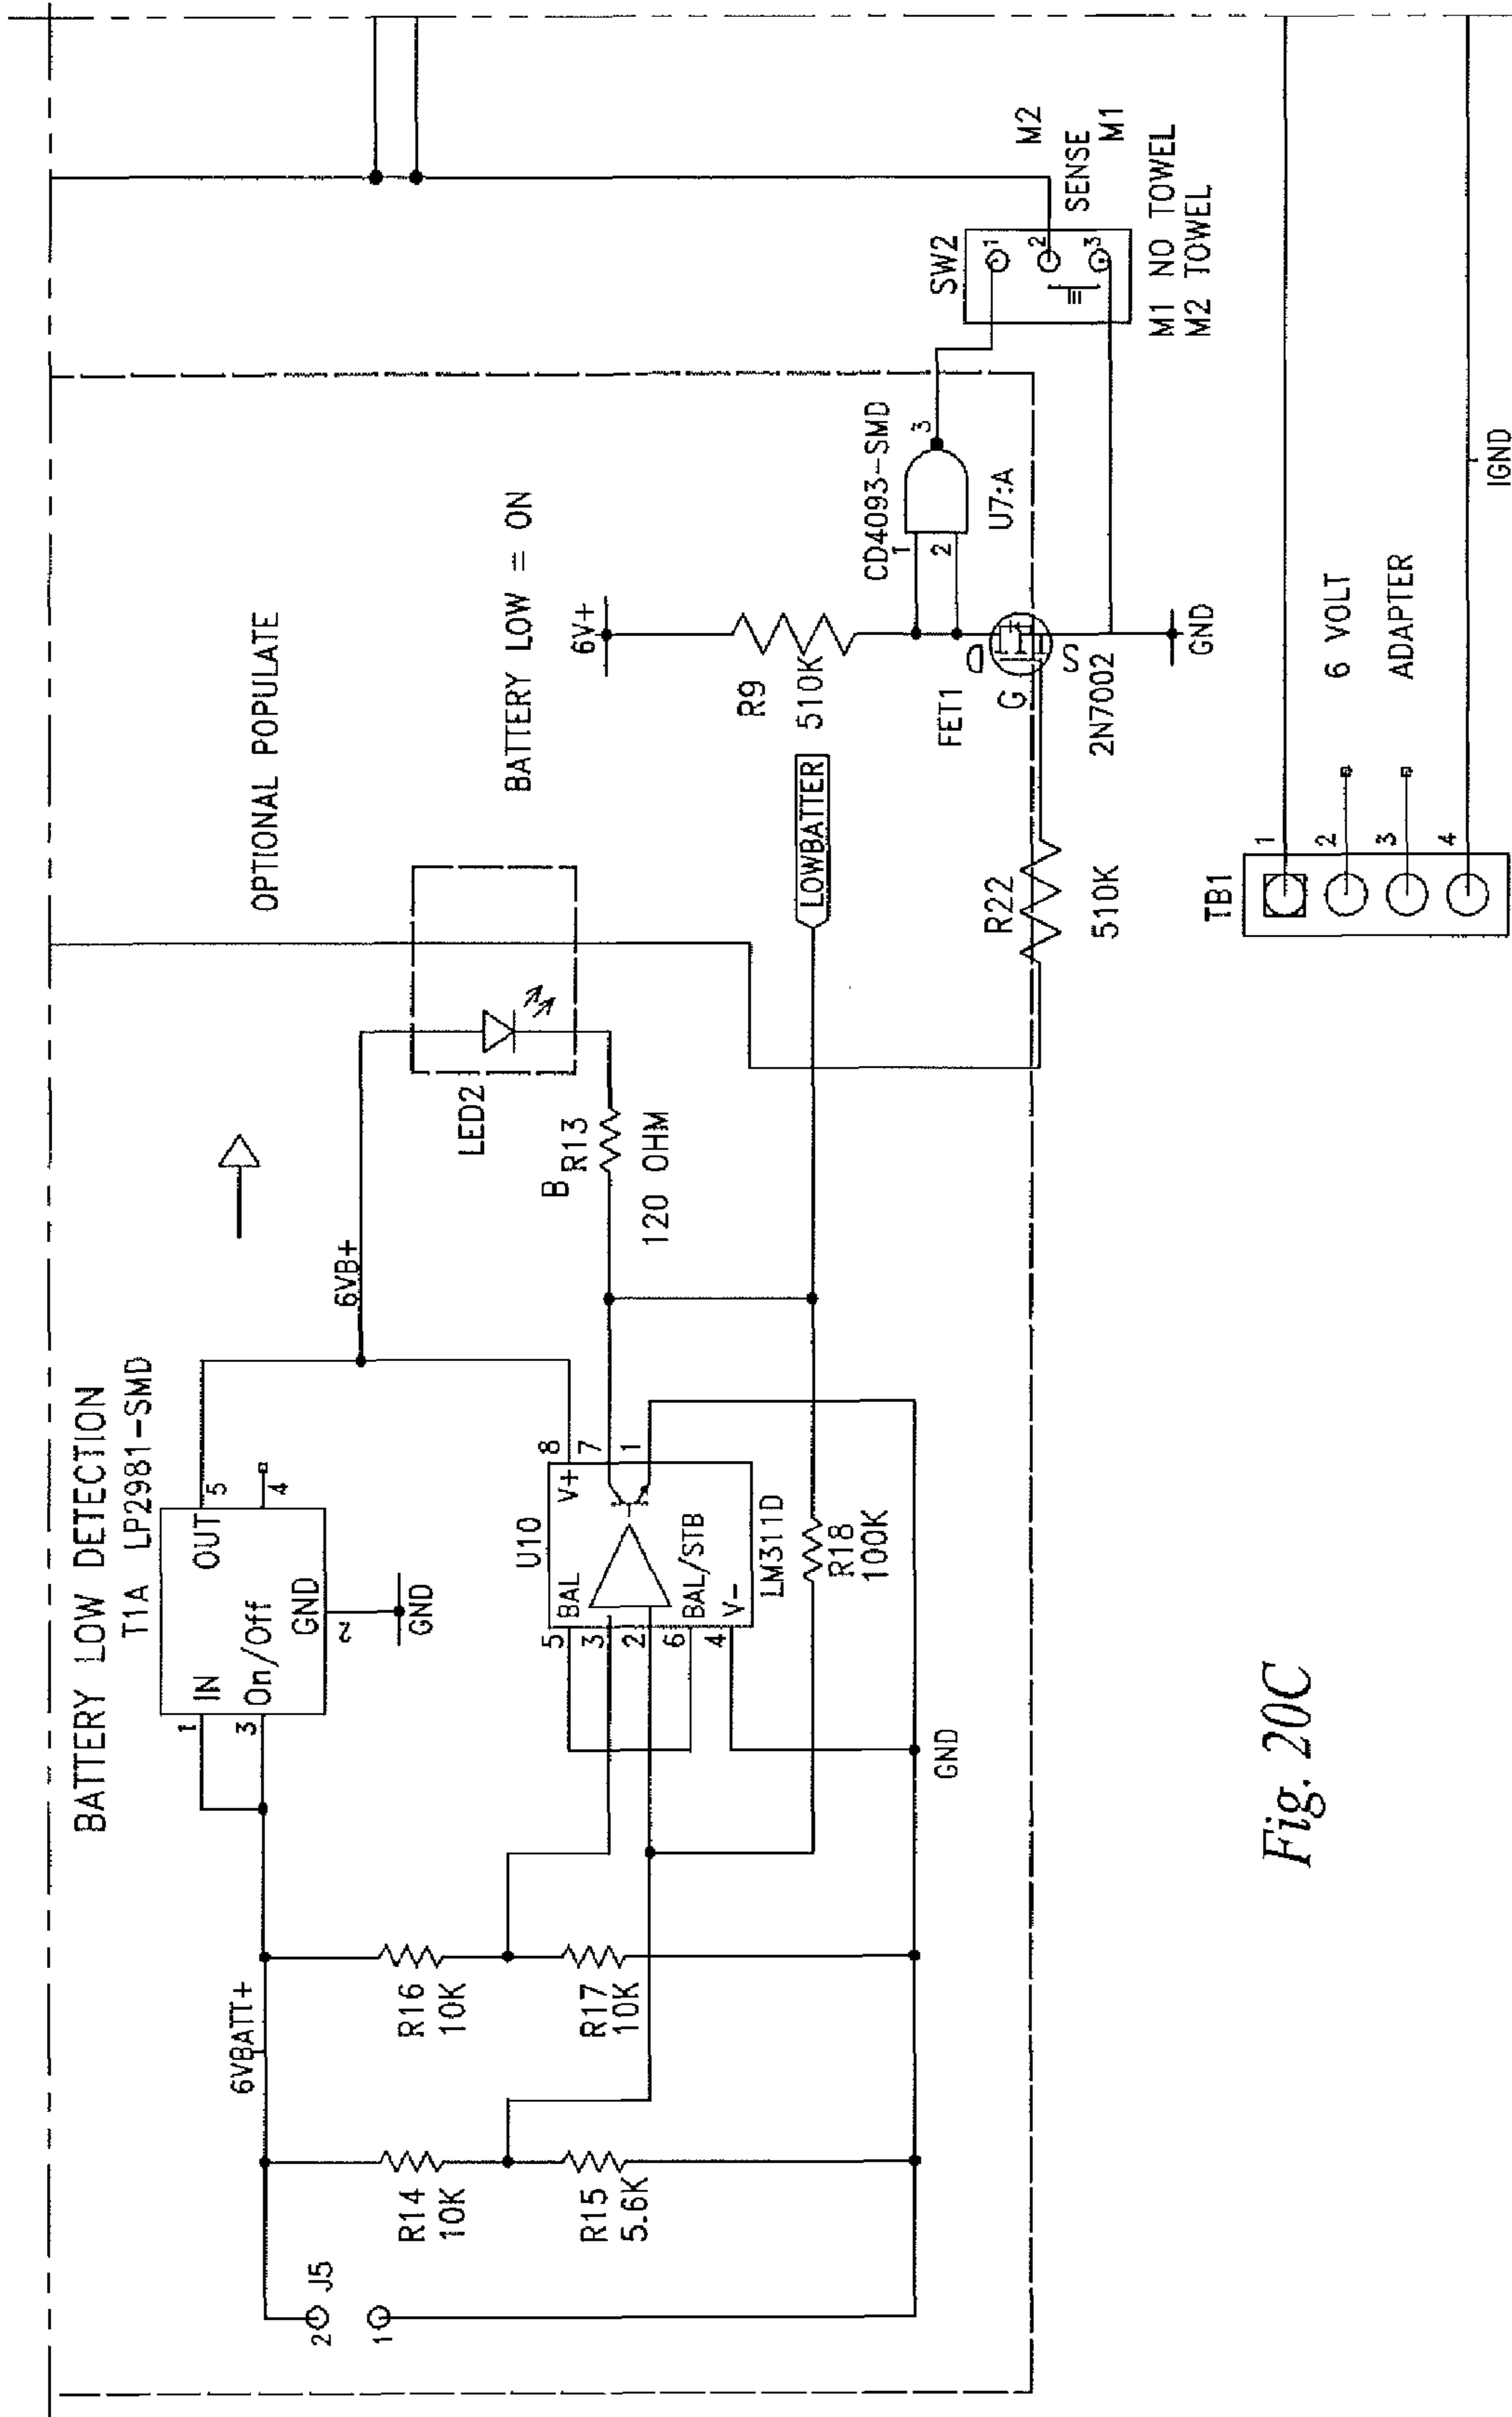 BATTERY LOW DETECTION
T1A LP2981-SMD
IN
OUT
On/Off
GND
1
3
5
4
2
GND
6VBATT+
6VB+
OPTIONAL POPULATE
J5
2
1
R14
10K
R15
5.6K
R16
10K
R17
10K
U10
5
BAL
3
2
6
BAL/STB
4
V-
V+
8
7
1
LM311D
R18
100K
GND
LED2
B
R13
120 OHM
LOWBATTER
BATTERY LOW = ON
6V+
R9
510K
FET1
D
G
S
2N7002
GND
R22
510K
CD4093-SMD
1
2
3
U7:A
SW2
1
2
3
M2
SENSE
M1
M1 NO TOWEL
M2 TOWEL
TB1
1
2
3
4
6 VOLT
ADAPTER
IGND
Fig. 20C